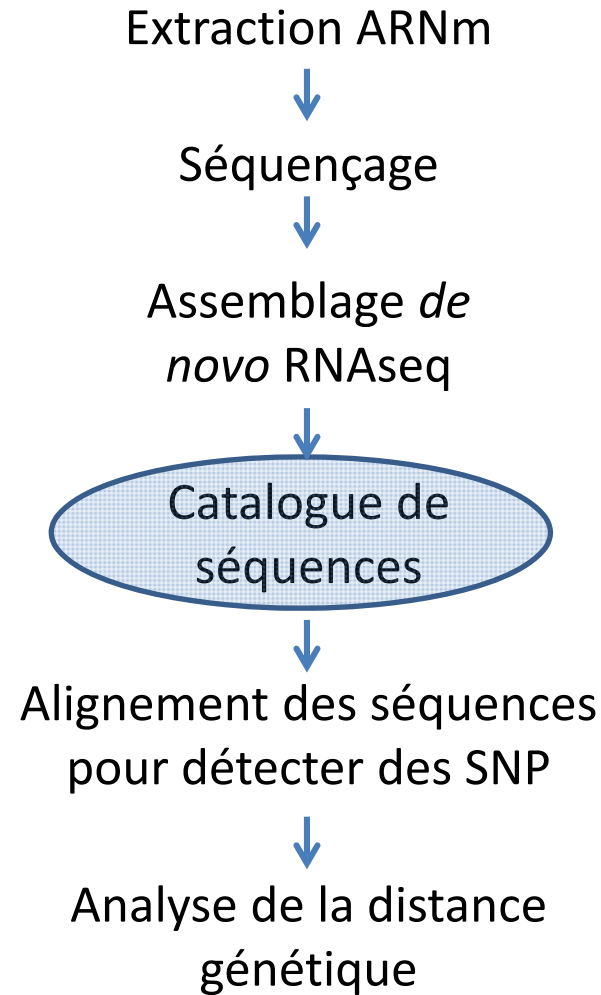 Extraction ARNm
Séquençage
Assemblage de
novo RNAseq
Catalogue de
séquences
Alignement des séquences
pour détecter des SNP
Analyse de la distance
génétique